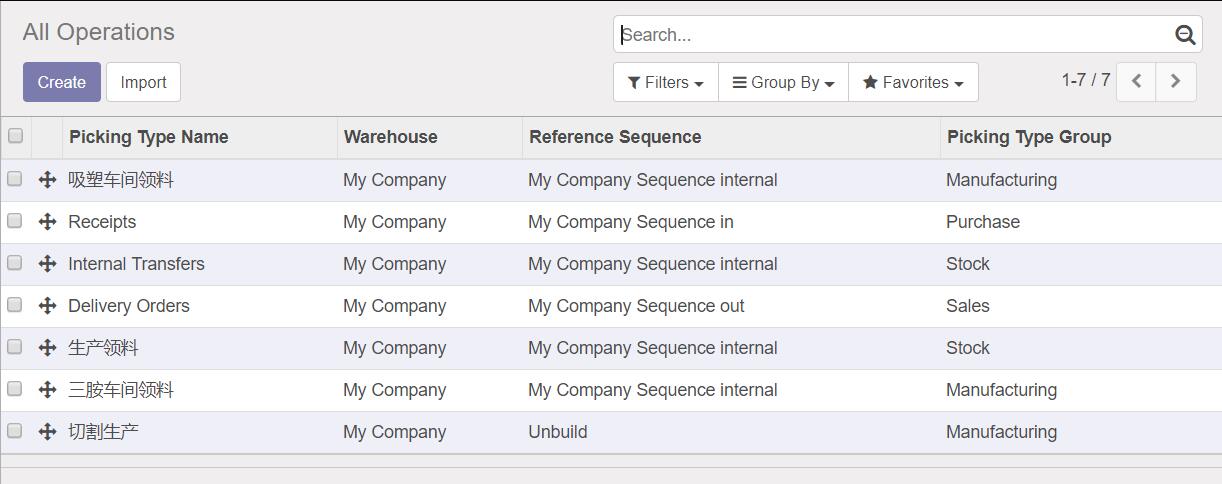 All Operations
Search...
Create Import Filters Group By Favorites 1-7 / 7
Picking Type Name Warehouse Reference Sequence Picking Type Group
吸塑车间领料 My Company My Company Sequence internal Manufacturing
Receipts My Company My Company Sequence in Purchase
Internal Transfers My Company My Company Sequence internal Stock
Delivery Orders My Company My Company Sequence out Sales
生产领料 My Company My Company Sequence internal Stock
三胺车间领料 My Company My Company Sequence internal Manufacturing
切割生产 My Company Unbuild Manufacturing